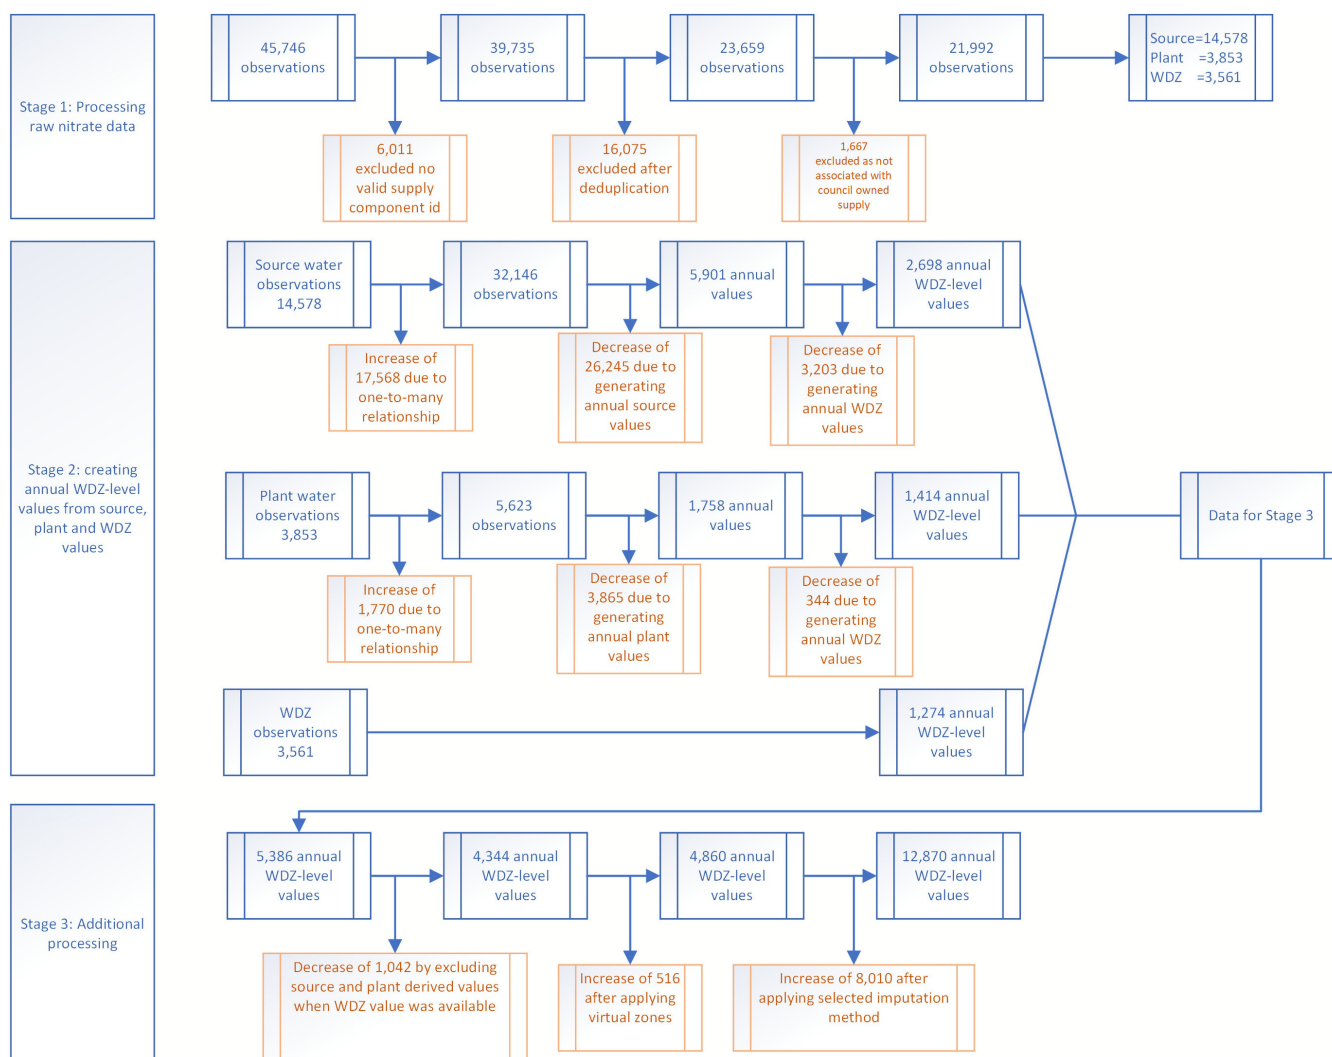 Stage 1: Processing
raw nitrate data
45,746
observations
39,735
observations
23,659
observations
21,992
observations
Source=14,578
Plant =3,853
WDZ =3,561
6,011
excluded no
valid supply
component id
16,075
excluded after
deduplication
1,667
excluded as not
associated with
council owned
supply
Stage 2: creating
annual WDZ-level
values from source,
plant and WDZ
values
Source water
observations
14,578
32,146
observations
5,901 annual
values
2,698 annual
WDZ-level
values
Increase of
17,568 due to
one-to-many
relationship
Decrease of
26,245 due to
generating
annual source
values
Decrease of
3,203 due to
generating
annual WDZ
values
Plant water
observations
3,853
5,623
observations
1,758 annual
values
1,414 annual
WDZ-level
values
Data for Stage 3
Increase of
1,770 due to
one-to-many
relationship
Decrease of
3,865 due to
generating
annual plant
values
Decrease of
344 due to
generating
annual WDZ
values
WDZ
observations
3,561
1,274 annual
WDZ-level
values
Stage 3: Additional
processing
5,386 annual
WDZ-level
values
4,344 annual
WDZ-level
values
4,860 annual
WDZ-level
values
12,870 annual
WDZ-level
values
Decrease of 1,042 by excluding
source and plant derived values
when WDZ value was available
Increase of 516
after applying
virtual zones
Increase of 8,010 after
applying selected imputation
method